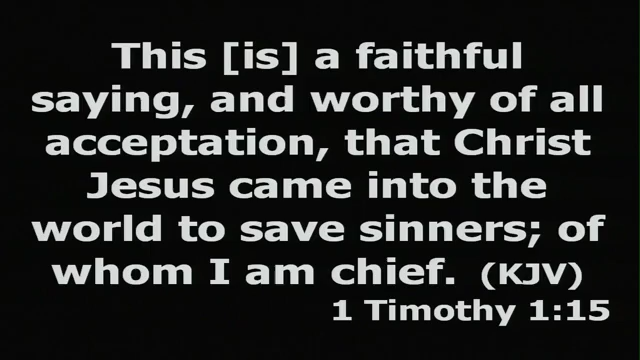 This [is] a faithful
saying, and worthy of all
acceptation, that Christ
Jesus came into the
world to save sinners; of
whom I am chief. (KJV)
1 Timothy 1:15